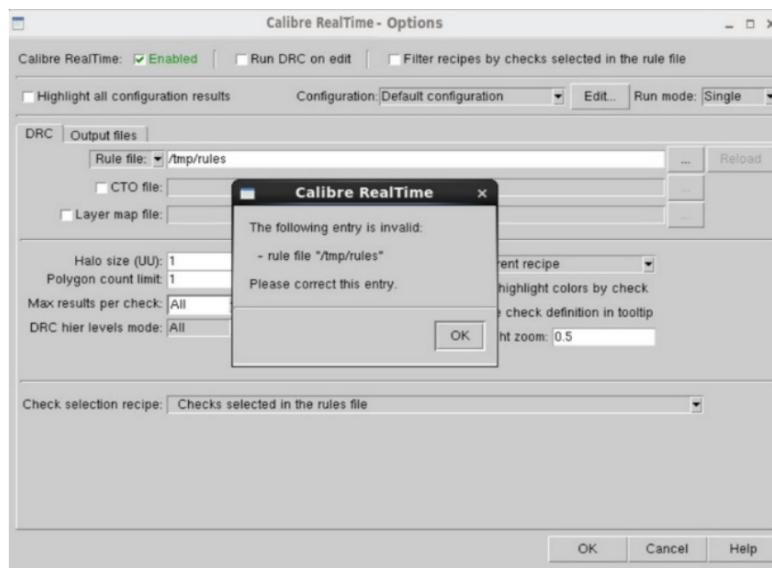 Calibre RealTime - Options
Calibre RealTime: Enabled Run DRC on edit Filter recipes by checks selected in the rule file
Highlight all configuration results Configuration: Default configuration Edit... Run mode: Single
DRC Output files
Rule file: /tmp/rules ... Reload
CTO file: ...
Layer map file: ...
Calibre RealTime
The following entry is invalid:
- rule file "/tmp/rules"
Please correct this entry.
OK
Halo size (UU): 1
Polygon count limit: 1
Max results per check: All
DRC hier levels mode: All
recipe
highlight colors by check
check definition in tooltip
zoom: 0.5
Check selection recipe: Checks selected in the rules file
OK Cancel Help